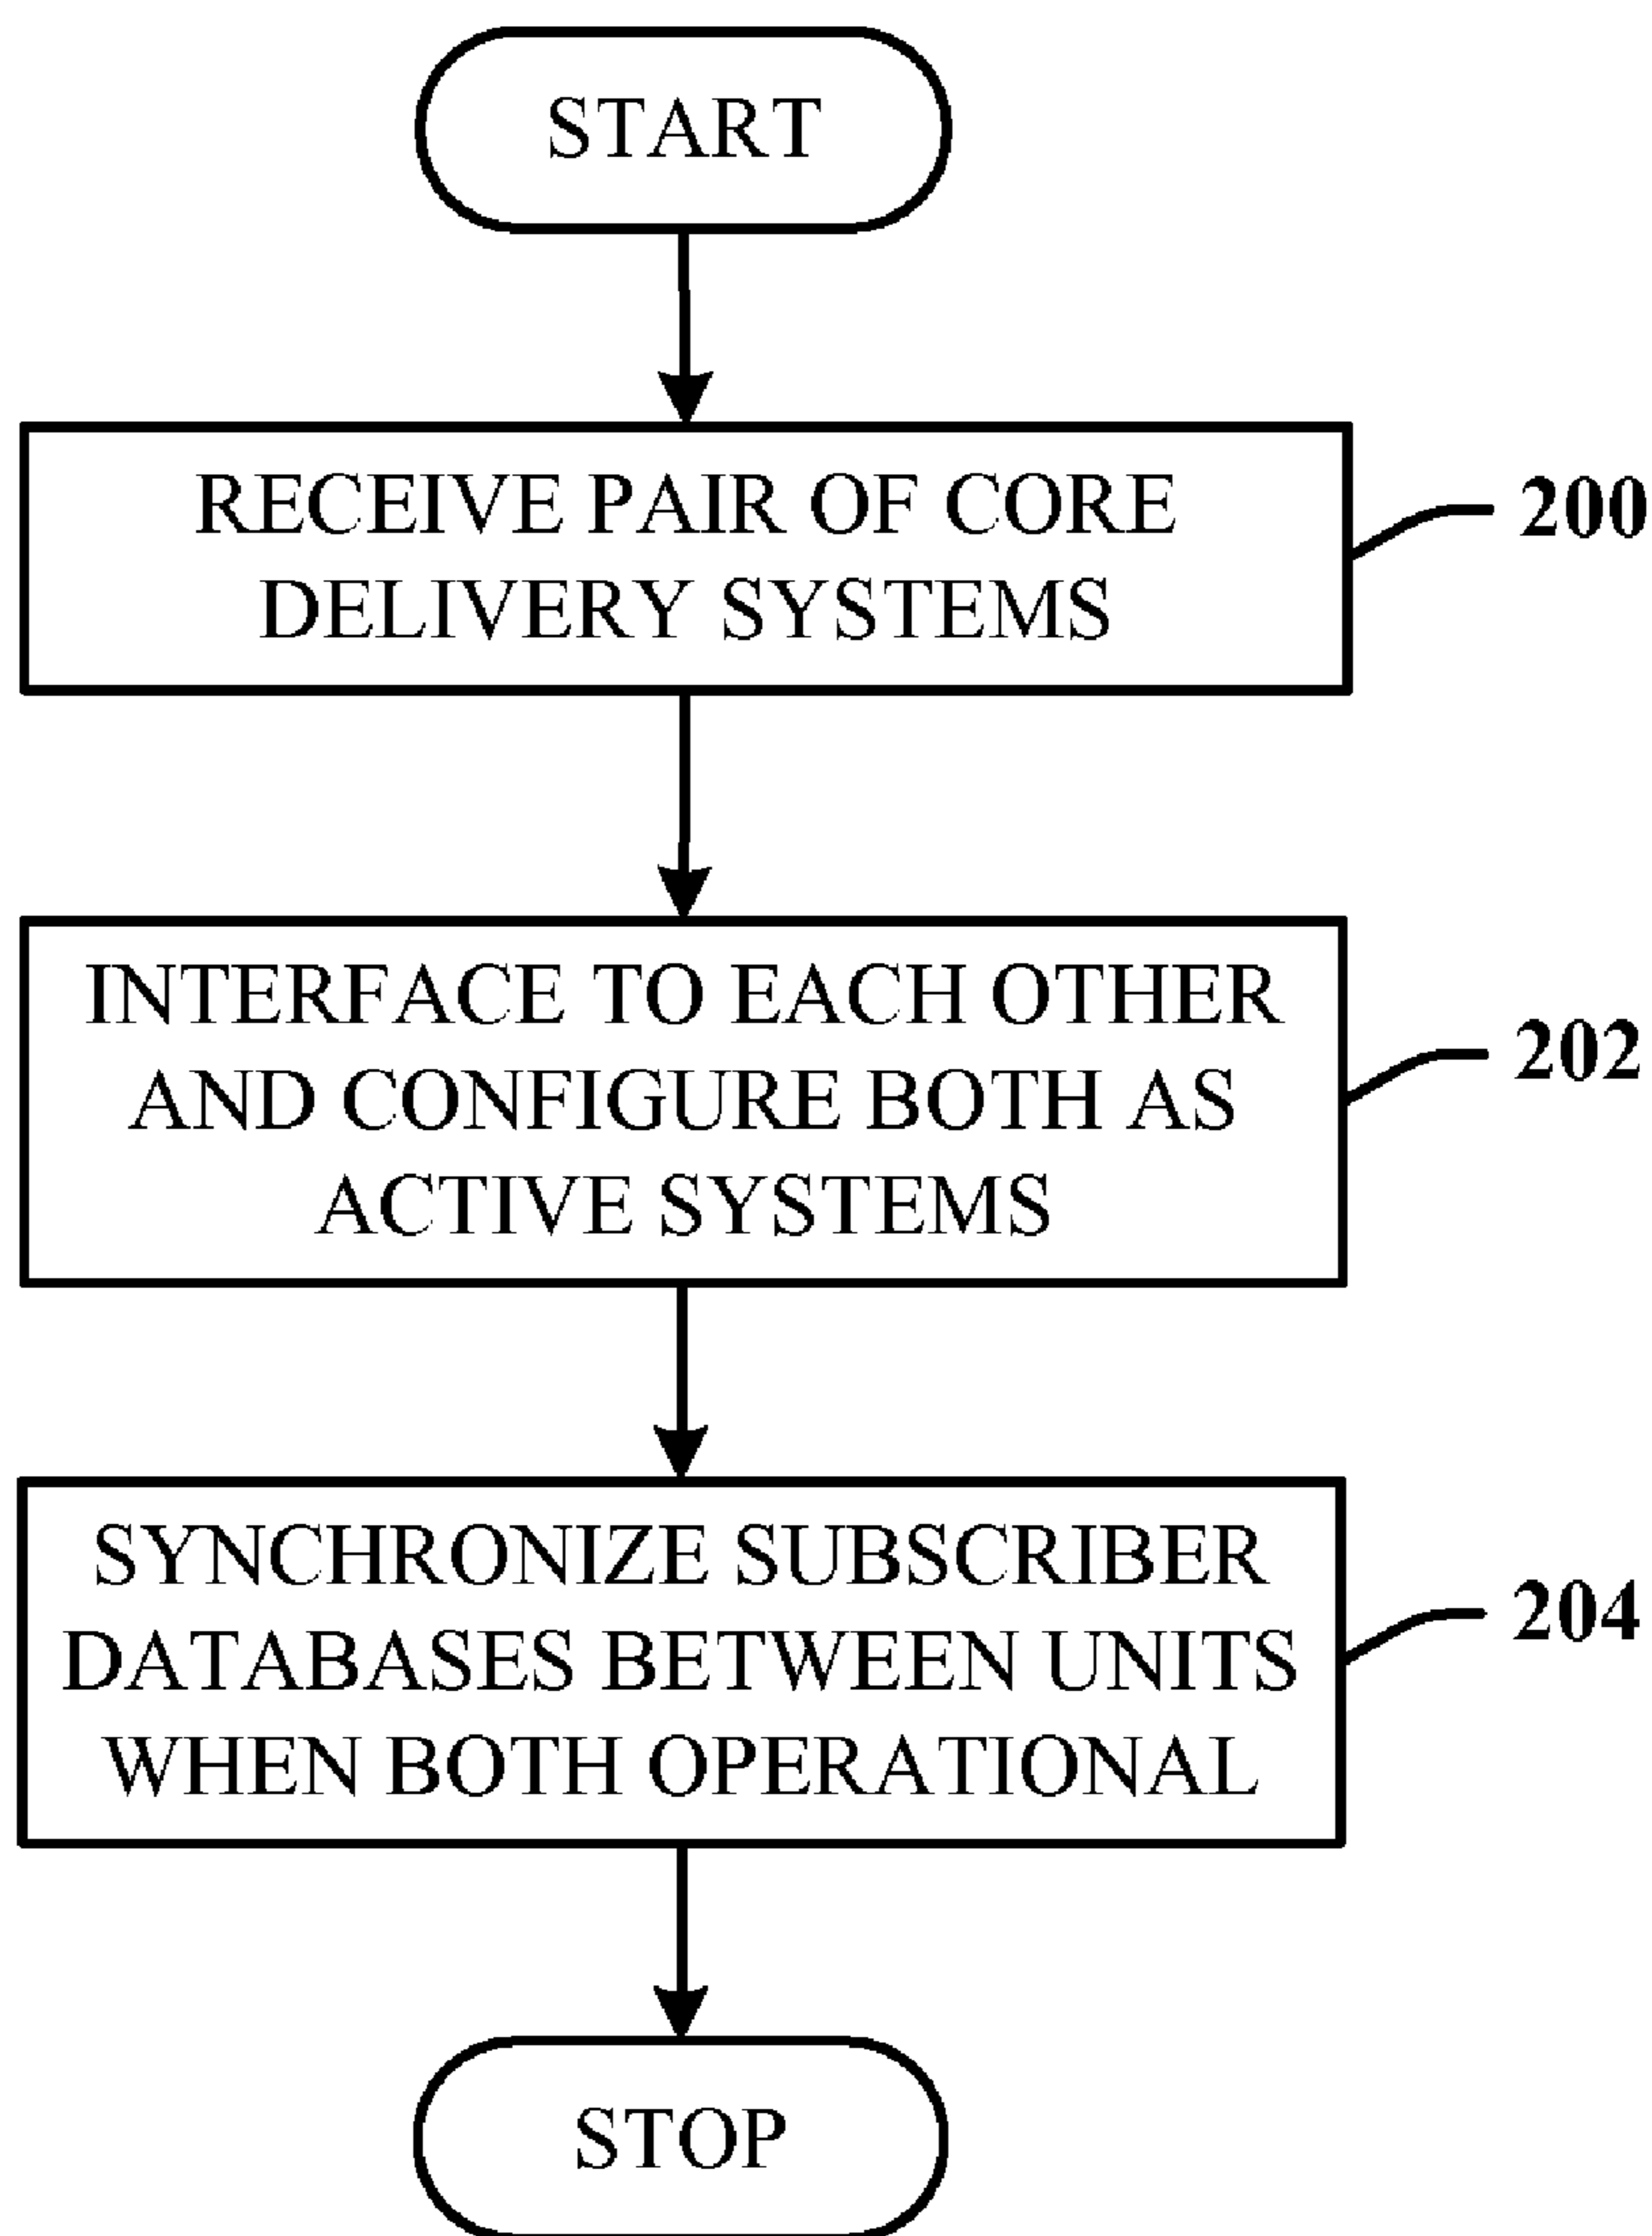 START
RECEIVE PAIR OF CORE
DELIVERY SYSTEMS
200
INTERFACE TO EACH OTHER
AND CONFIGURE BOTH AS
ACTIVE SYSTEMS
202
SYNCHRONIZE SUBSCRIBER
DATABASES BETWEEN UNITS
WHEN BOTH OPERATIONAL
204
STOP